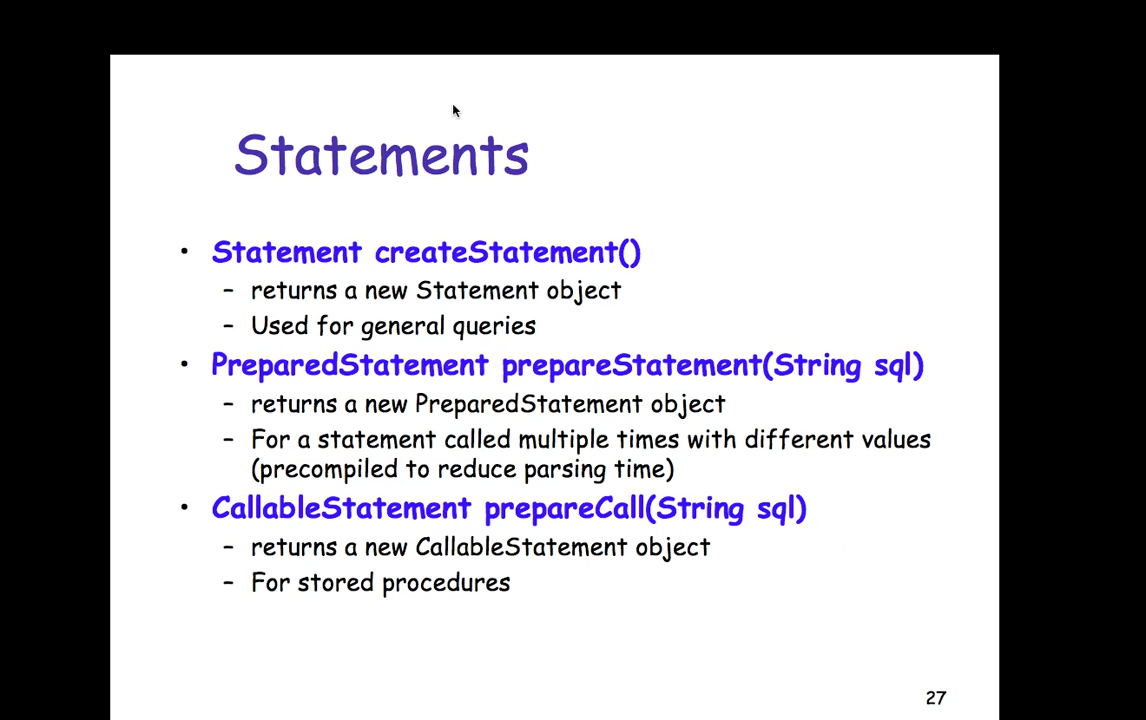 Statements
• Statement createStatement()
– returns a new Statement object
– Used for general queries
• PreparedStatement prepareStatement(String sql)
– returns a new PreparedStatement object
– For a statement called multiple times with different values
(precompiled to reduce parsing time)
• CallableStatement prepareCall(String sql)
– returns a new CallableStatement object
– For stored procedures
27